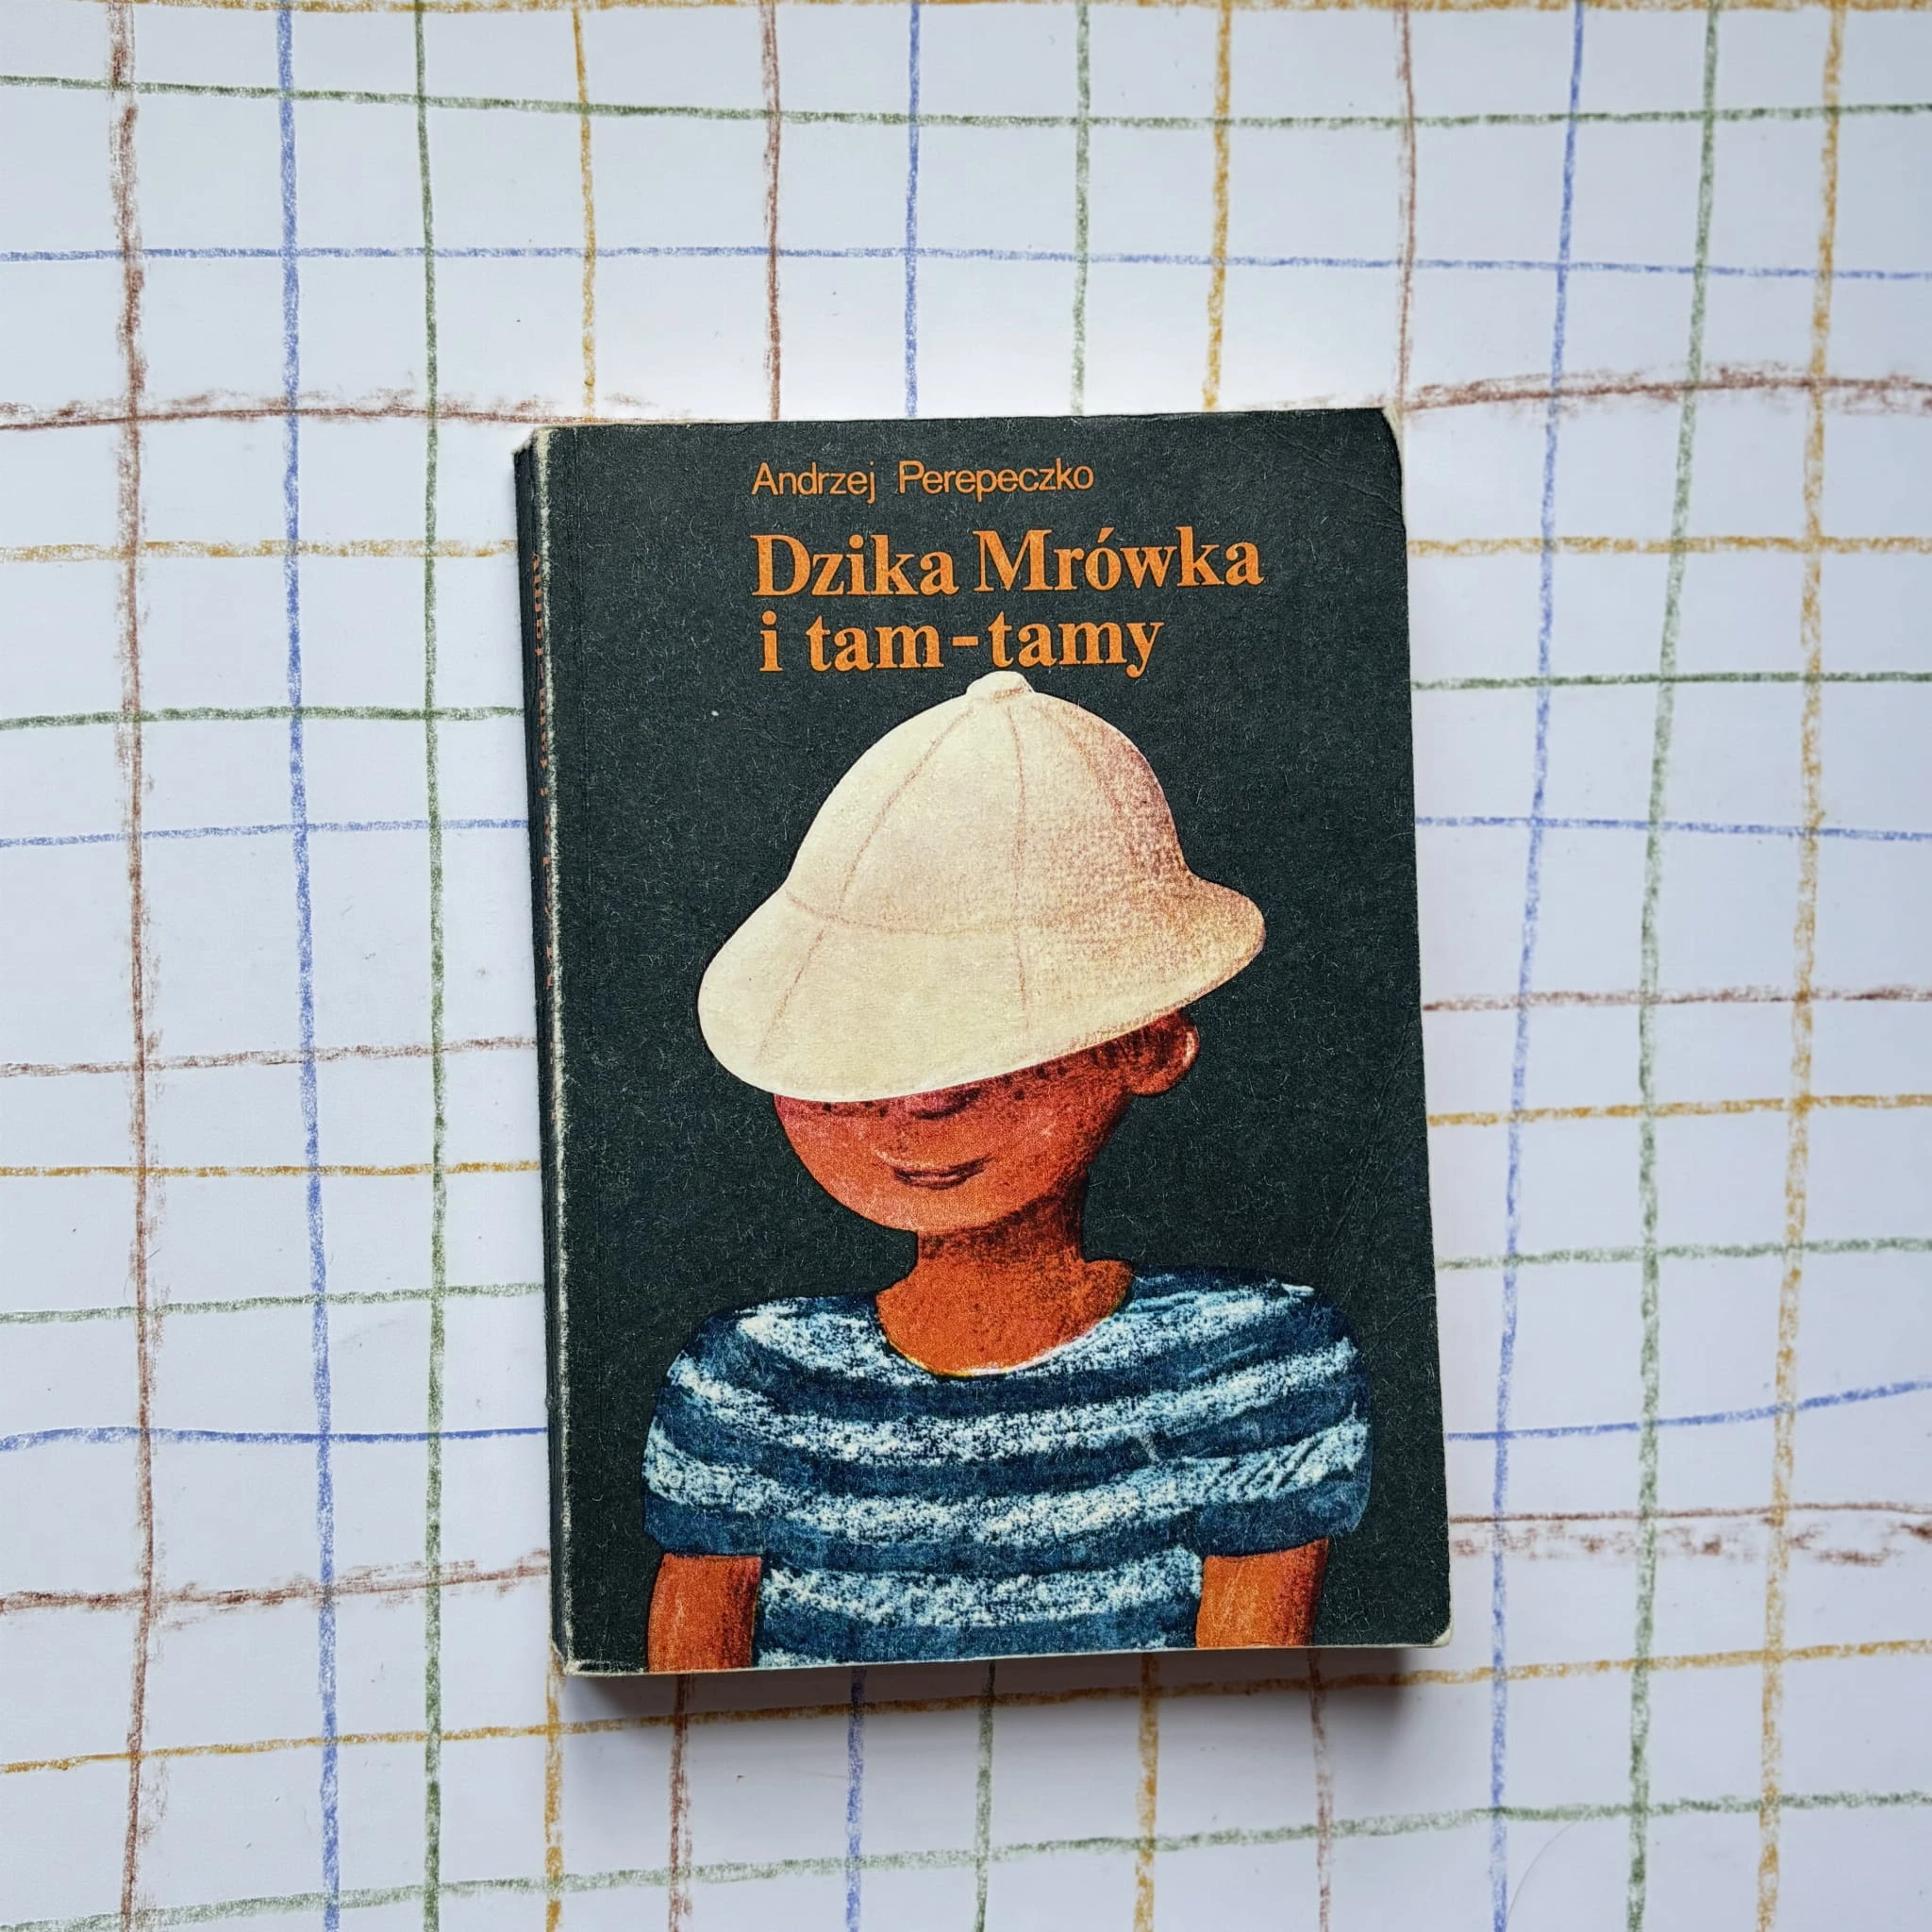 Andrzej Perepeczko
Dzika Mrówka
i tam-tamy